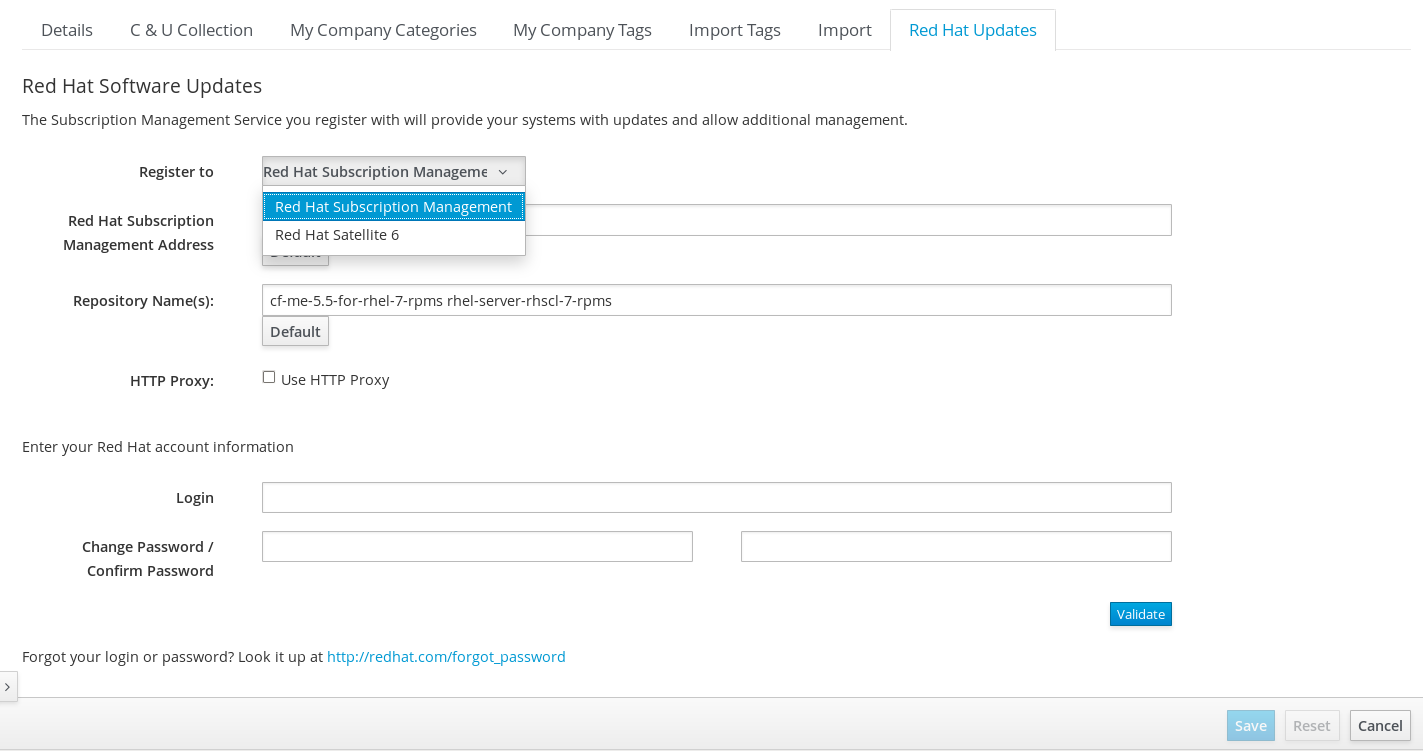 Details C & U Collection My Company Categories My Company Tags Import Tags Import Red Hat Updates
Red Hat Software Updates
The Subscription Management Service you register with will provide your systems with updates and allow additional management.
Register to Red Hat Subscription Manageme
Red Hat Subscription Management
Red Hat Satellite 6
Red Hat Subscription
Management Address
Default
Repository Name(s): cf-me-5.5-for-rhel-7-rpms rhel-server-rhscl-7-rpms
Default
HTTP Proxy: Use HTTP Proxy
Enter your Red Hat account information
Login
Change Password /
Confirm Password
Validate
Forgot your login or password? Look it up at http://redhat.com/forgot_password
Save Reset Cancel